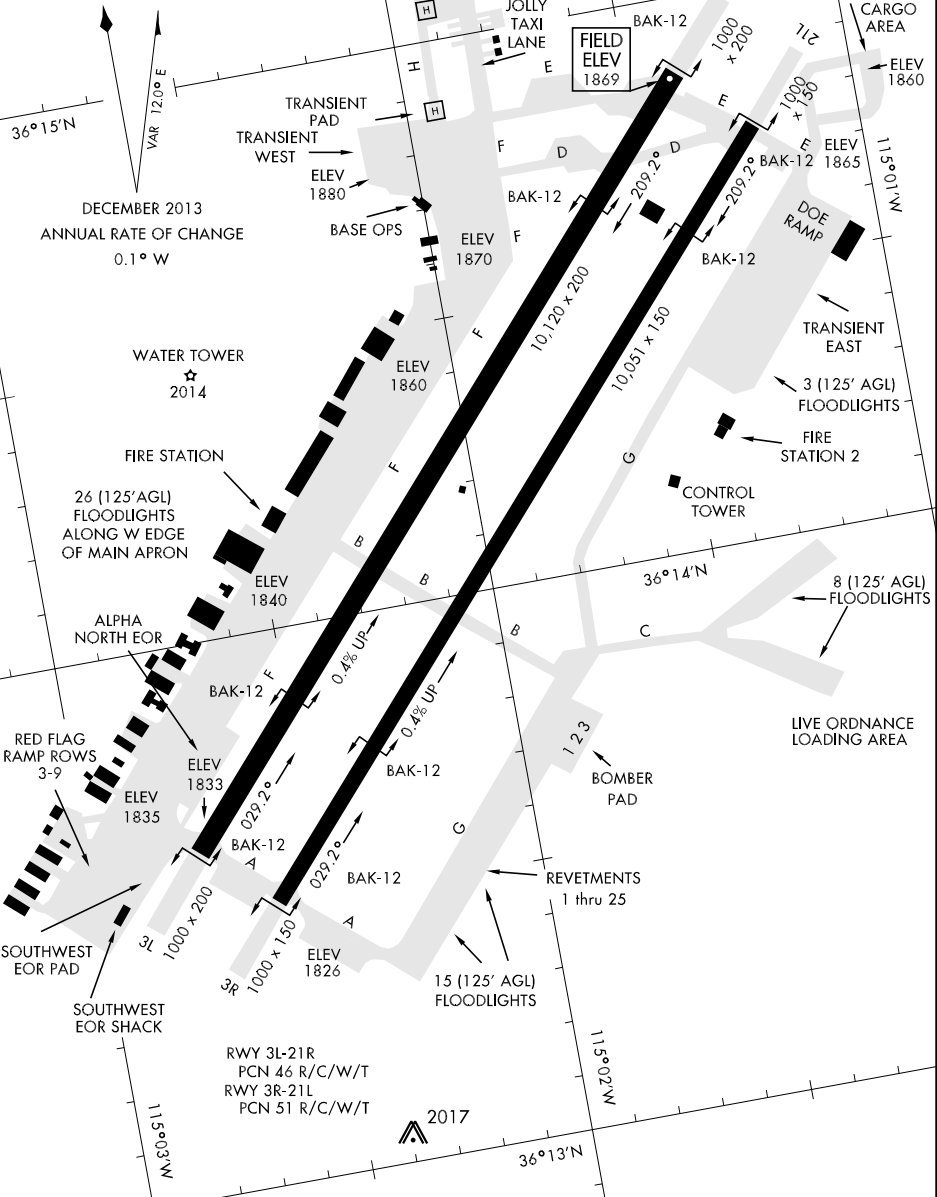 H
JOLLY
TAXI
LANE
BAK-12
1000
x 200
21L
CARGO
AREA
FIELD
ELEV
1869
H
E
1000
x 150
ELEV
1860
VAR 12.0° E
36°15'N
TRANSIENT
PAD
H
E
TRANSIENT
WEST
F
D
D
E
ELEV
1865
115°01'W
BAK-12
ELEV
1880
BAK-12
209.2°
209.2°
DECEMBER 2013
ANNUAL RATE OF CHANGE
0.1° W
BASE OPS
F
ELEV
1870
DOE
RAMP
BAK-12
10,120 x 200
10,051 x 150
TRANSIENT
EAST
F
WATER TOWER
2014
ELEV
1860
3 (125' AGL)
FLOODLIGHTS
FIRE STATION
F
G
FIRE
STATION 2
26 (125'AGL)
FLOODLIGHTS
ALONG W EDGE
OF MAIN APRON
CONTROL
TOWER
B
B
36°14'N
ELEV
1840
8 (125' AGL)
FLOODLIGHTS
ALPHA
NORTH EOR
B
C
0.4% UP
F
BAK-12
0.4% UP
RED FLAG
RAMP ROWS
3-9
LIVE ORDNANCE
LOADING AREA
1 2 3
ELEV
1833
BAK-12
BOMBER
PAD
ELEV
1835
029.2°
G
BAK-12
A
029.2°
BAK-12
REVETMENTS
1 thru 25
A
3L
1000 x 200
SOUTHWEST
EOR PAD
3R
1000 x 150
ELEV
1826
15 (125' AGL)
FLOODLIGHTS
SOUTHWEST
EOR SHACK
RWY 3L-21R
PCN 46 R/C/W/T
RWY 3R-21L
PCN 51 R/C/W/T
115°02'W
115°03'W
2017
36°13'N